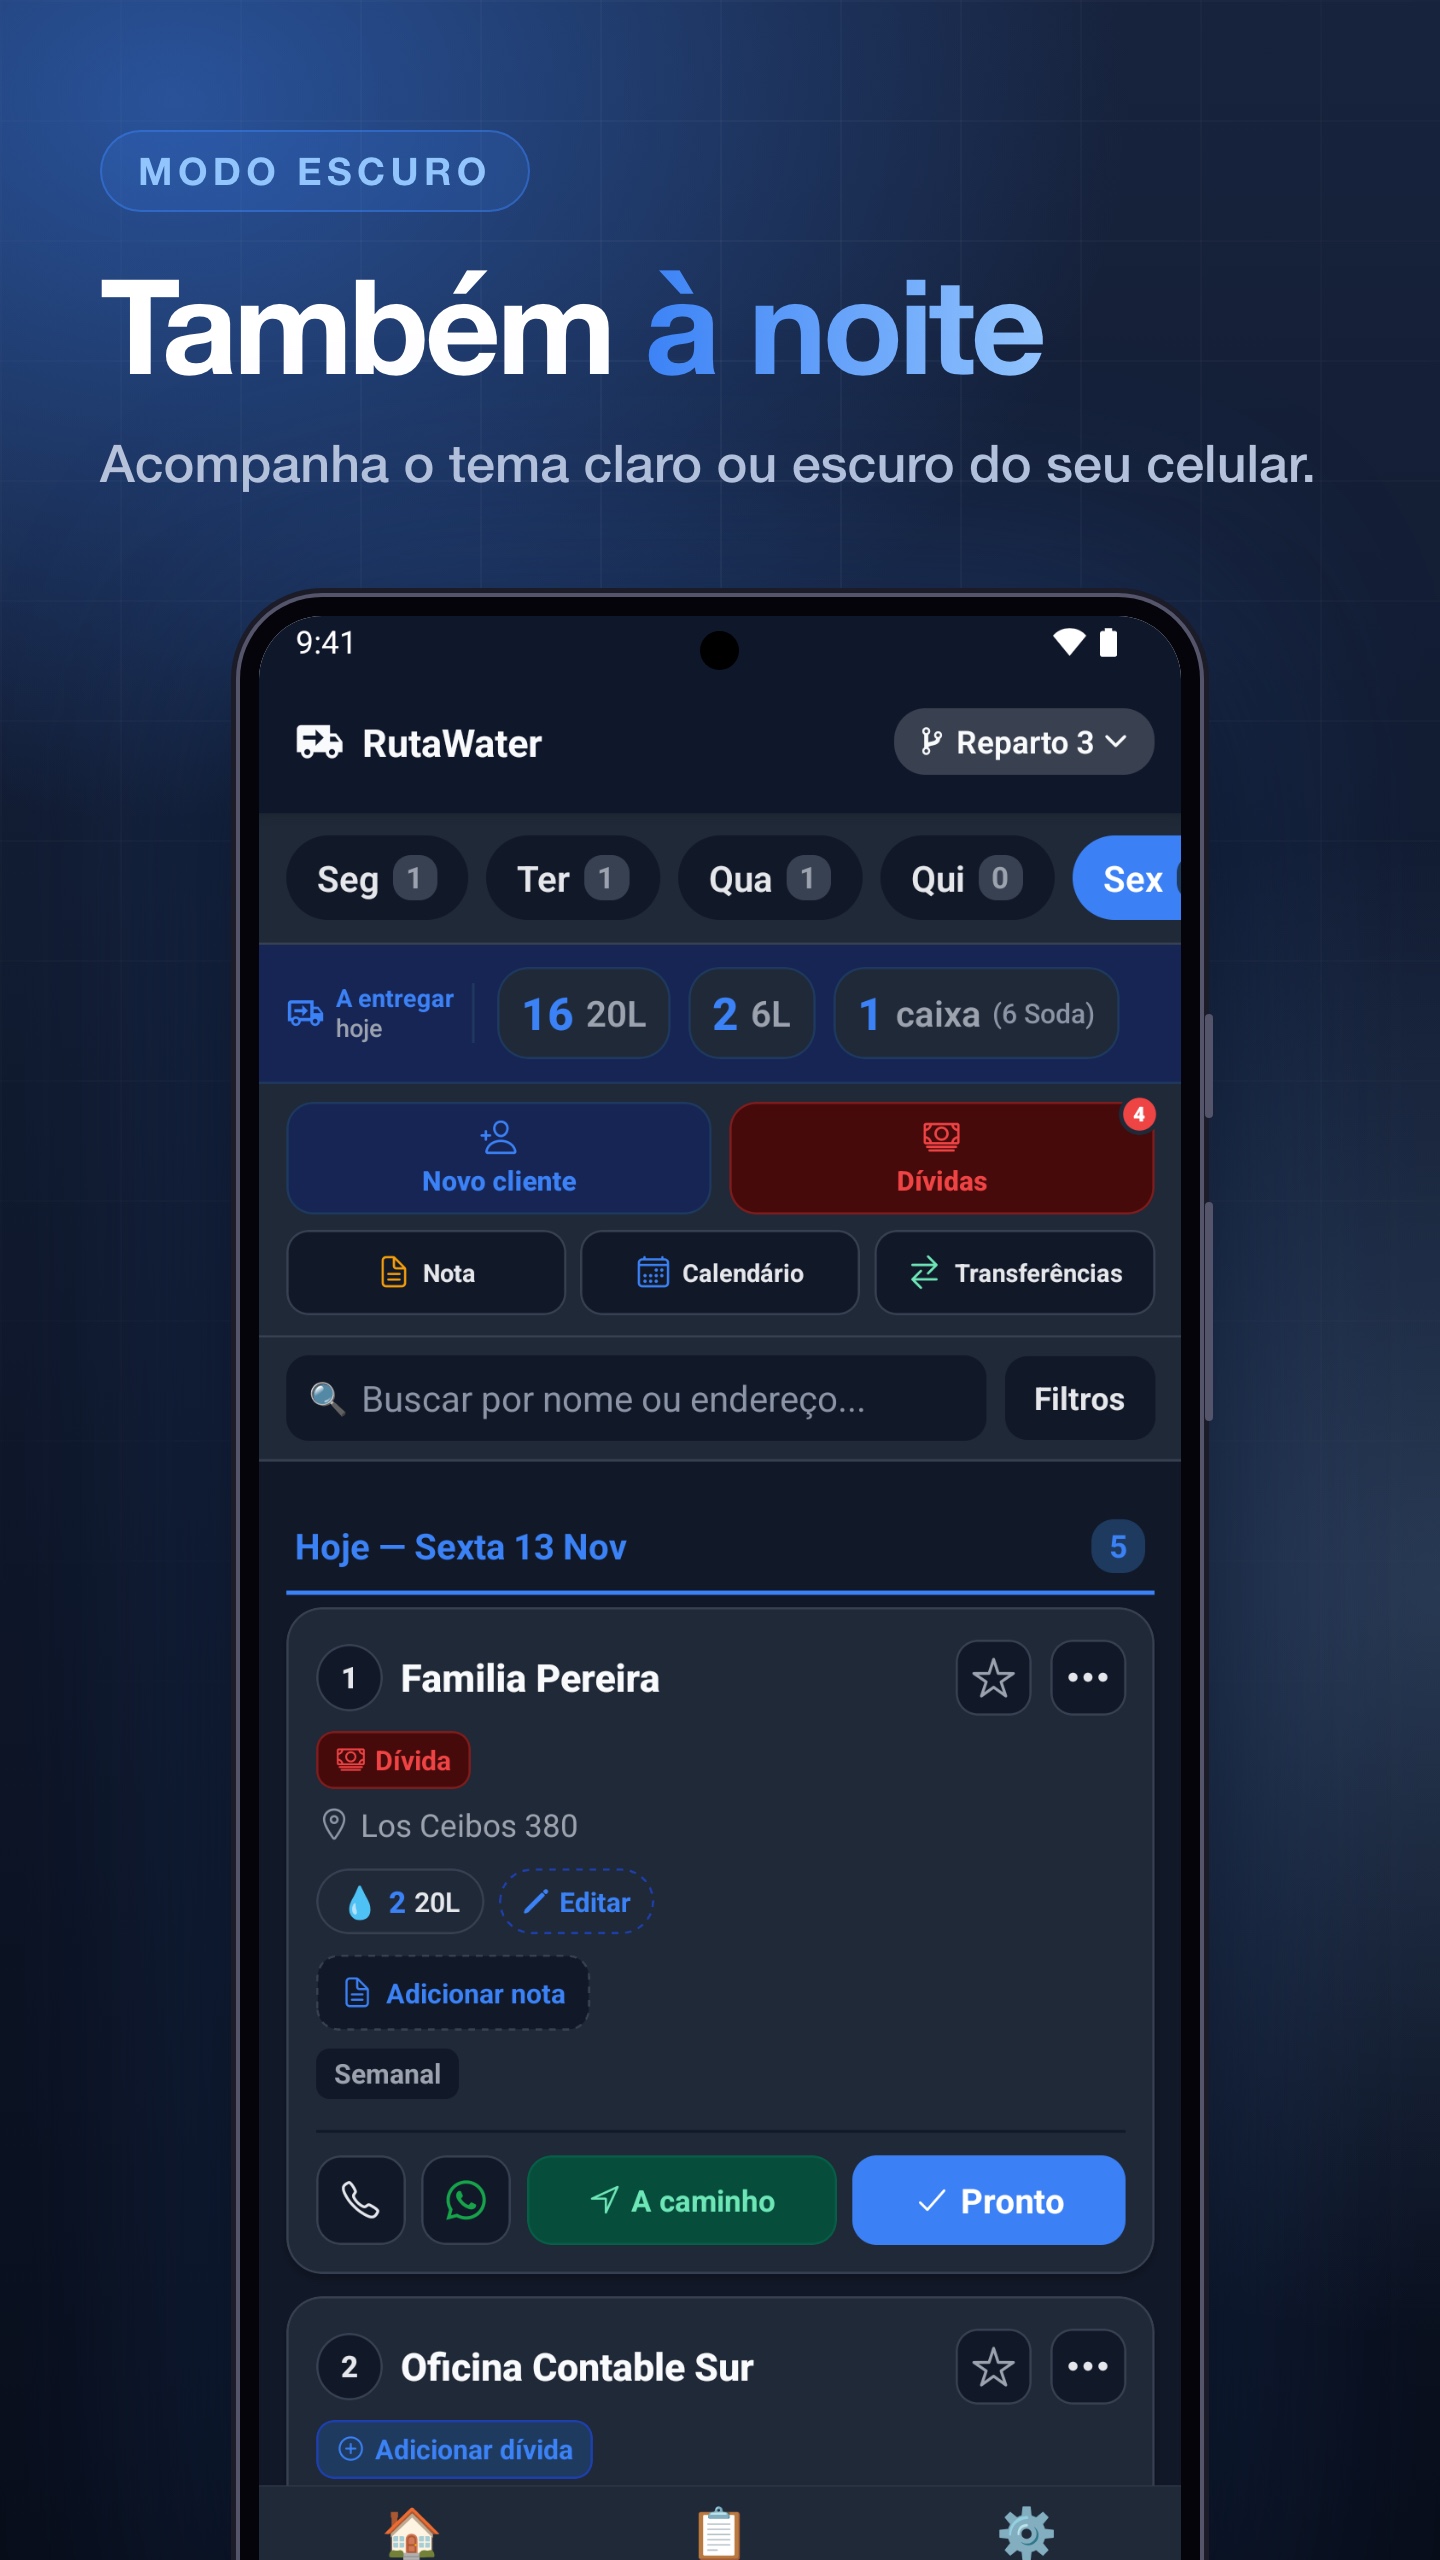 MODO ESCURO
Também à noite
Acompanha o tema claro ou escuro do seu celular.
9:41
RutaWater
Reparto 3
Seg 1
Ter 1
Qua 1
Qui 0
Sex
A entregar
hoje
16 20L
2 6L
1 caixa (6 Soda)
Novo cliente
Dívidas
4
Nota
Calendário
Transferências
Buscar por nome ou endereço...
Filtros
Hoje — Sexta 13 Nov
5
1 Familia Pereira
Dívida
Los Ceibos 380
2 20L
Editar
Adicionar nota
Semanal
A caminho
Pronto
2 Oficina Contable Sur
Adicionar dívida